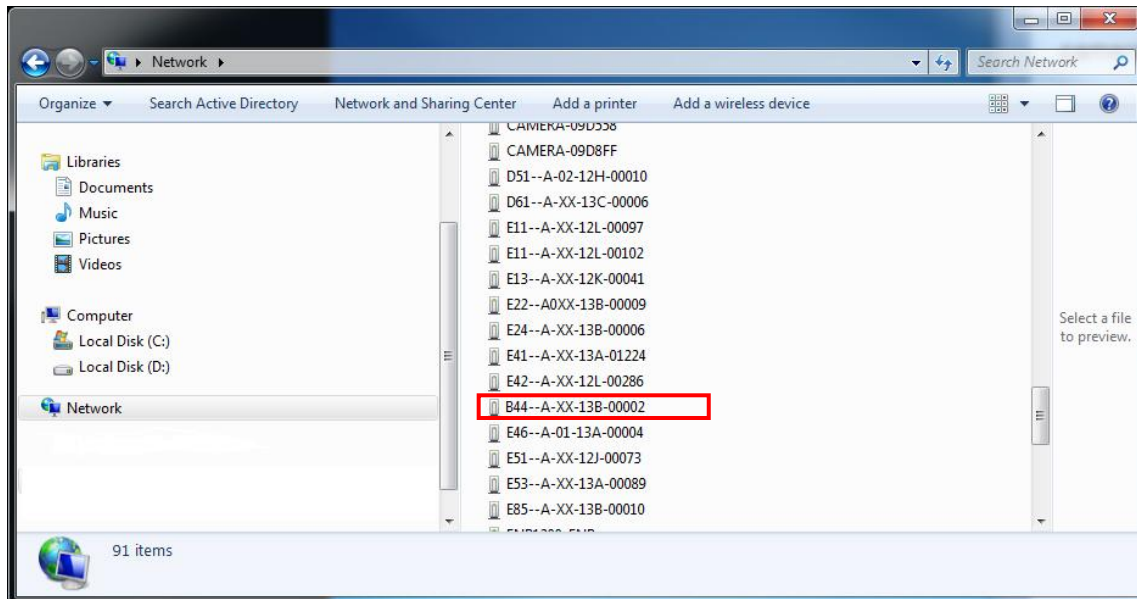 Network
Search Network
Organize
Search Active Directory
Network and Sharing Center
Add a printer
Add a wireless device
Libraries
Documents
Music
Pictures
Videos
Computer
Local Disk (C:)
Local Disk (D:)
Network
CAMERA-09D558
CAMERA-09D8FF
D51--A-02-12H-00010
D61--A-XX-13C-00006
E11--A-XX-12L-00097
E11--A-XX-12L-00102
E13--A-XX-12K-00041
E22--A0XX-13B-00009
E24--A-XX-13B-00006
E41--A-XX-13A-01224
E42--A-XX-12L-00286
B44--A-XX-13B-00002
E46--A-01-13A-00004
E51--A-XX-12J-00073
E53--A-XX-13A-00089
E85--A-XX-13B-00010
Select a file
to preview.
91 items